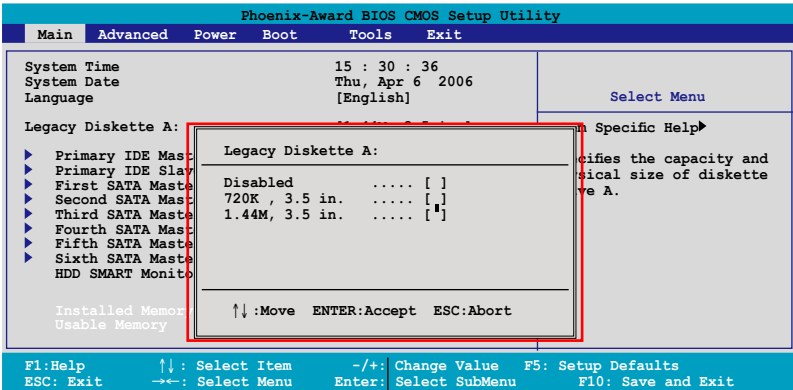 Phoenix-Award BIOS CMOS Setup Utility
Main Advanced Power Boot Tools Exit
System Time 15 : 30 : 36
System Date Thu, Apr 6 2006
Language [English]
Legacy Diskette A:
Primary IDE Mast
Primary IDE Slav
First SATA Maste
Second SATA Mast
Third SATA Maste
Fourth SATA Mast
Fifth SATA Maste
Sixth SATA Maste
HDD SMART Monito
Installed Memory
Usable Memory
Legacy Diskette A:
Disabled ..... [ ]
720K , 3.5 in. ..... [ ]
1.44M, 3.5 in. ..... [ ]
↑↓ :Move ENTER:Accept ESC:Abort
Select Menu
Specific Help
cifies the capacity and
sical size of diskette
ve A.
F1:Help ↑↓ : Select Item -/+: Change Value F5: Setup Defaults
ESC: Exit →←: Select Menu Enter: Select SubMenu F10: Save and Exit